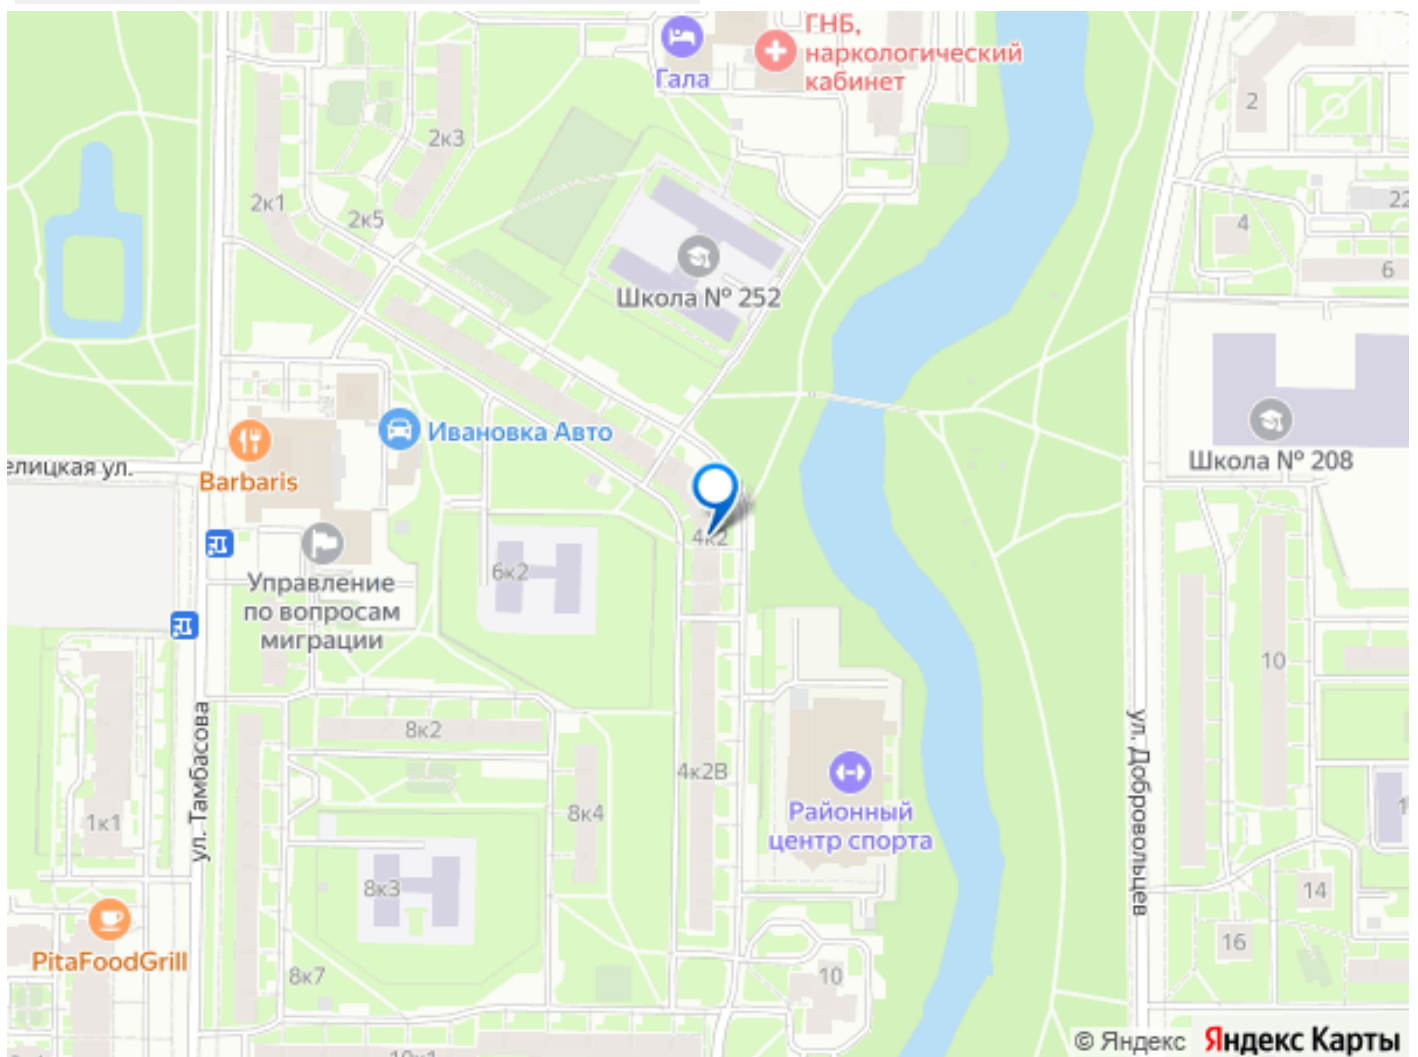 ГНБ,
наркологический
кабинет
Гала
2
2к3
2к1
2к5
22
4
6
Школа № 252
Ивановка Авто
елицкая ул.
Barbaris
Школа № 208
4к2
6к2
Управление
по вопросам
миграции
10
ул. Тамбасова
8к2
4к2В
ул. Добровольцев
1к1
8к4
Районный
центр спорта
1
8к3
14
16
PitaFoodGrill
8к7
10
10к1
© Яндекс Яндекс Карты